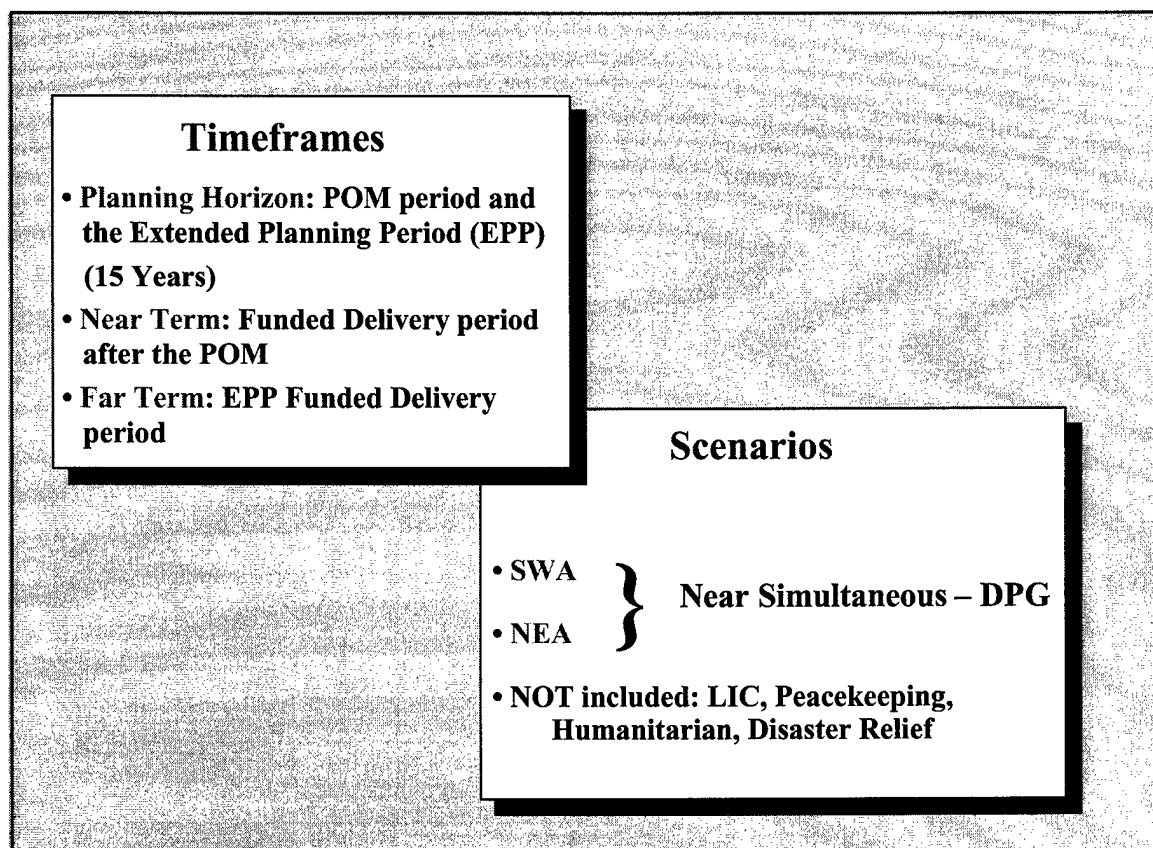 Timeframes
• Planning Horizon: POM period and
the Extended Planning Period (EPP)
(15 Years)
• Near Term: Funded Delivery period
after the POM
• Far Term: EPP Funded Delivery
period
Scenarios
• SWA
• NEA
} Near Simultaneous – DPG
• NOT included: LIC, Peacekeeping,
Humanitarian, Disaster Relief